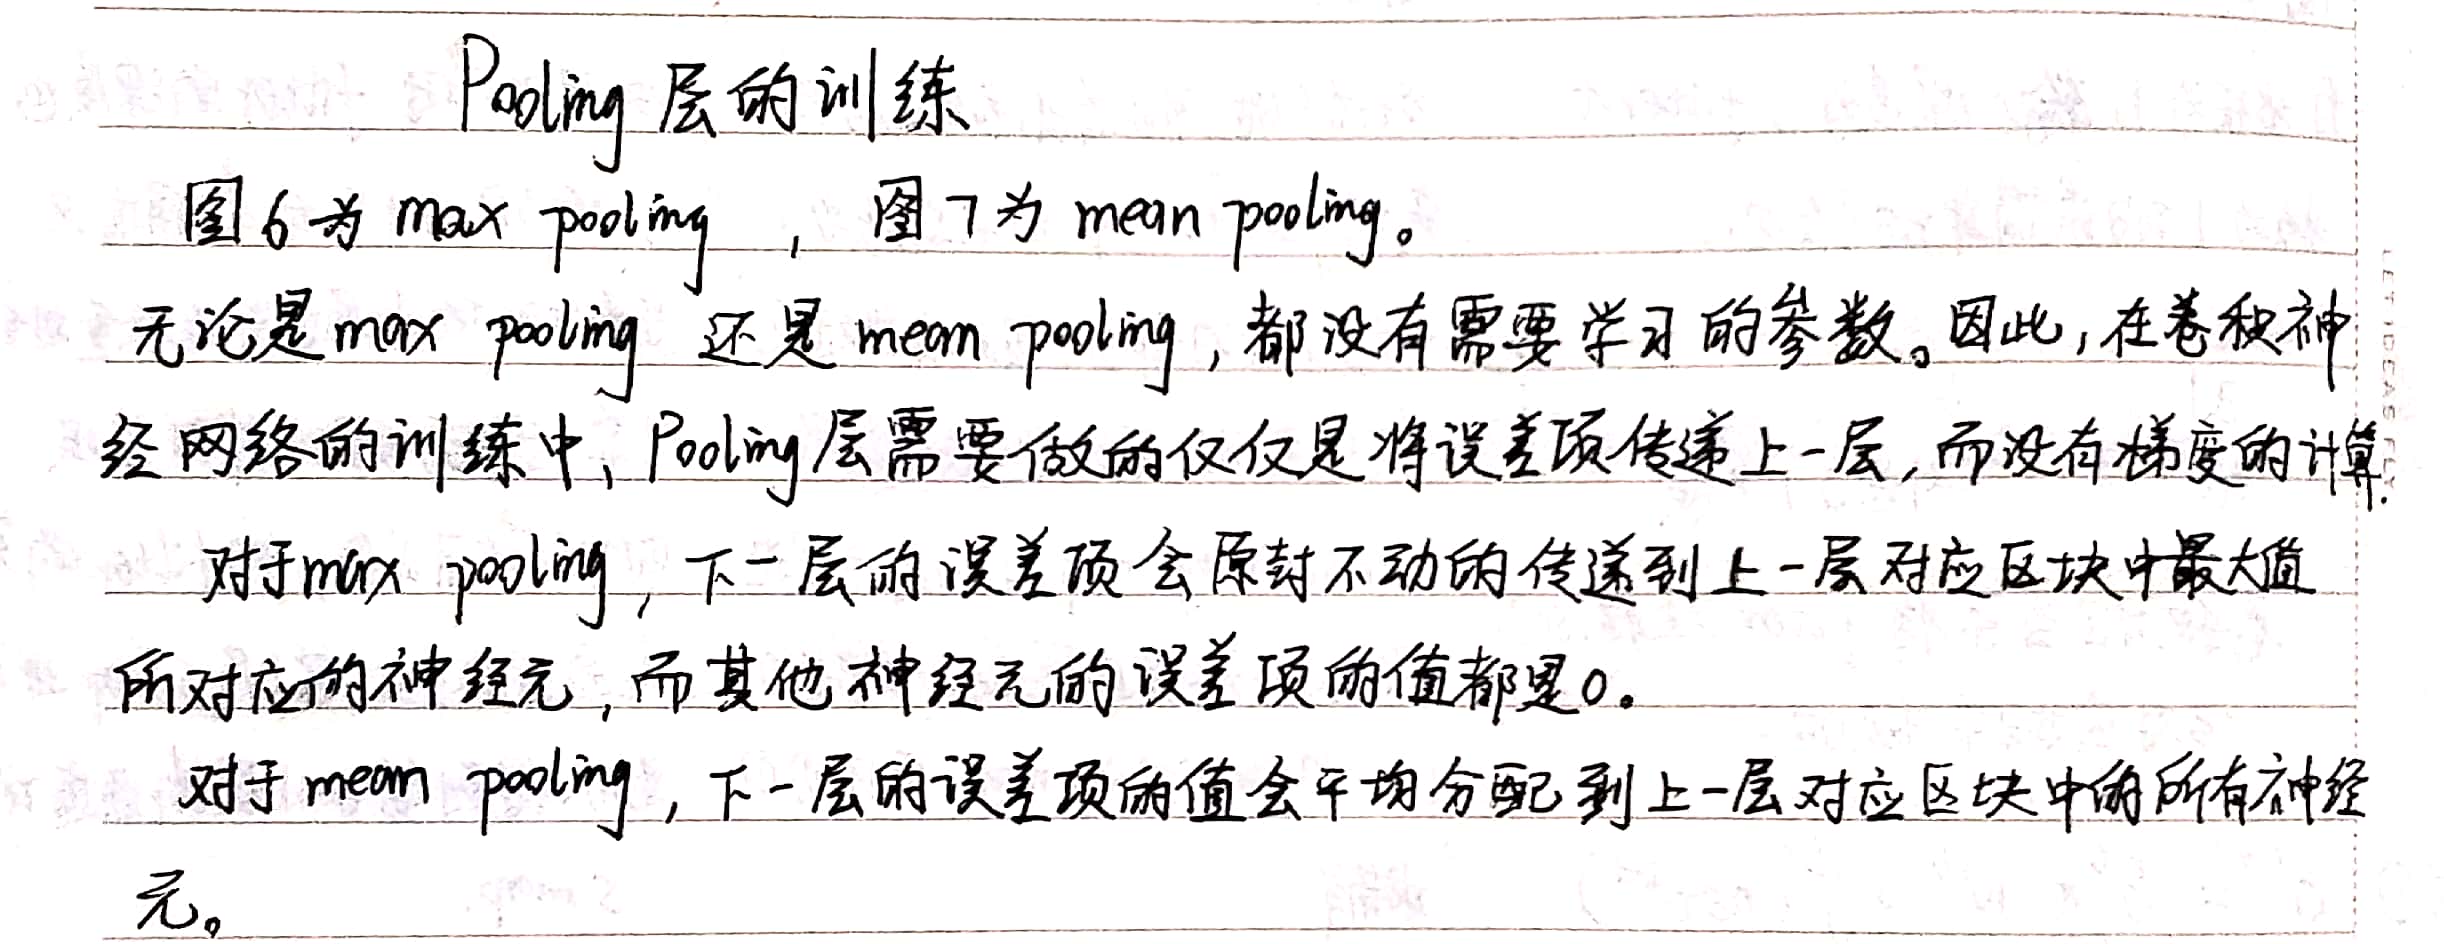 Pooling层的训练
图6为 max pooling ， 图7为 mean pooling。
无论是max pooling 还是 mean pooling，都没有需要学习的参数。因此，在卷积神
经网络的训练中，Pooling层需要做的仅仅是将误差项传递上一层，而没有梯度的计算.
对于max pooling，下一层的误差项会原封不动的传递到上一层对应区块中最大值
所对应的神经元，而其他神经元的误差项的值都是0。
对于 mean pooling，下一层的误差项的值会平均分配到上一层对应区块中的所有神经
元。